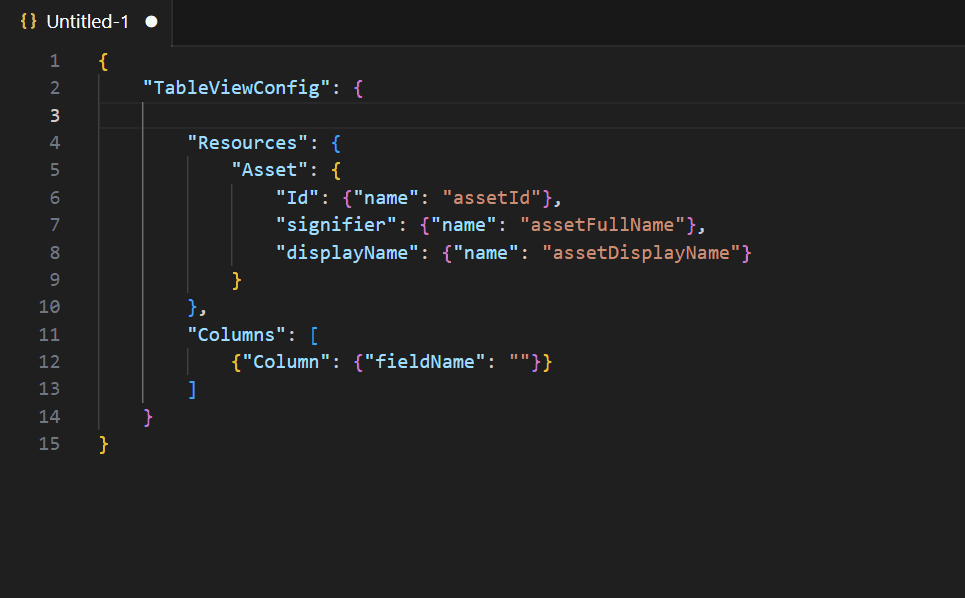 {} Untitled-1
1 {
2 "TableViewConfig": {
3
4 "Resources": {
5 "Asset": {
6 "Id": {"name": "assetId"},
7 "signifier": {"name": "assetFullName"},
8 "displayName": {"name": "assetDisplayName"}
9 }
10 },
11 "Columns": [
12 {"Column": {"fieldName": ""}}
13 ]
14 }
15 }